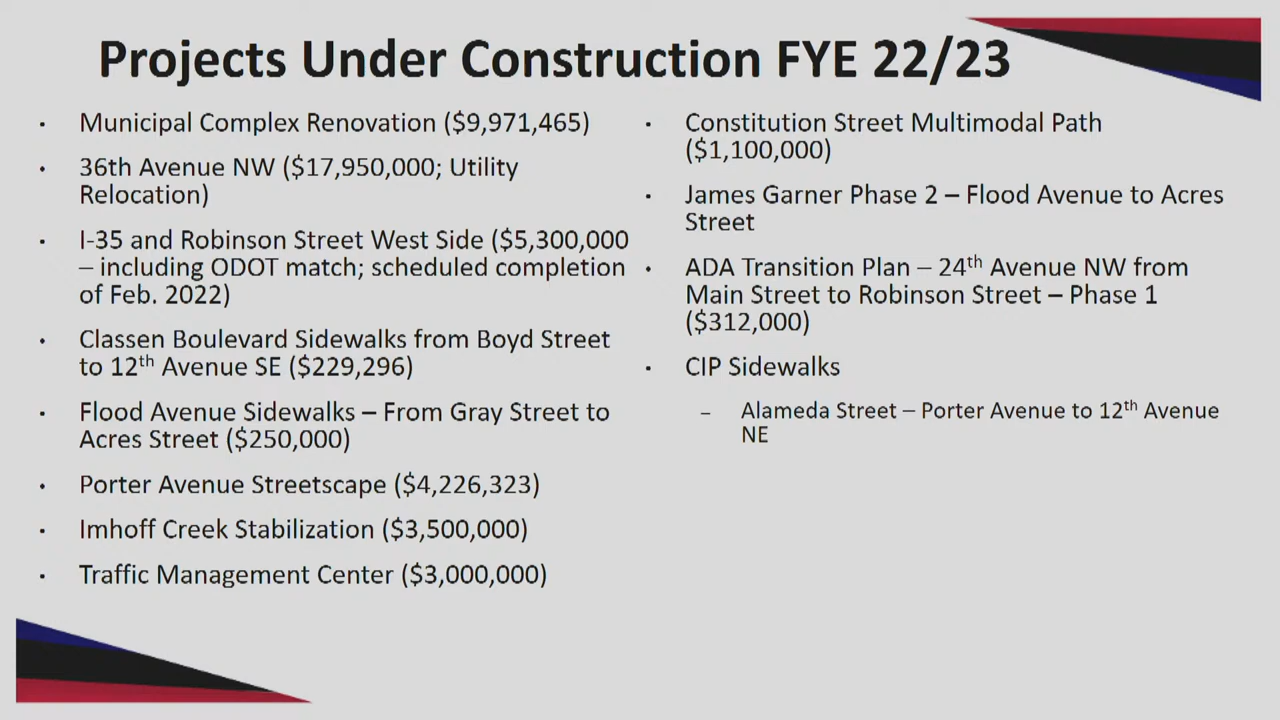 Projects Under Construction FYE 22/23
· Municipal Complex Renovation ($9,971,465)
· 36th Avenue NW ($17,950,000; Utility
Relocation)
· I-35 and Robinson Street West Side ($5,300,000
– including ODOT match; scheduled completion
of Feb. 2022)
· Classen Boulevard Sidewalks from Boyd Street
to 12th Avenue SE ($229,296)
· Flood Avenue Sidewalks – From Gray Street to
Acres Street ($250,000)
· Porter Avenue Streetscape ($4,226,323)
· Imhoff Creek Stabilization ($3,500,000)
· Traffic Management Center ($3,000,000)
· Constitution Street Multimodal Path
($1,100,000)
· James Garner Phase 2 – Flood Avenue to Acres
Street
· ADA Transition Plan – 24th Avenue NW from
Main Street to Robinson Street – Phase 1
($312,000)
· CIP Sidewalks
– Alameda Street – Porter Avenue to 12th Avenue
NE